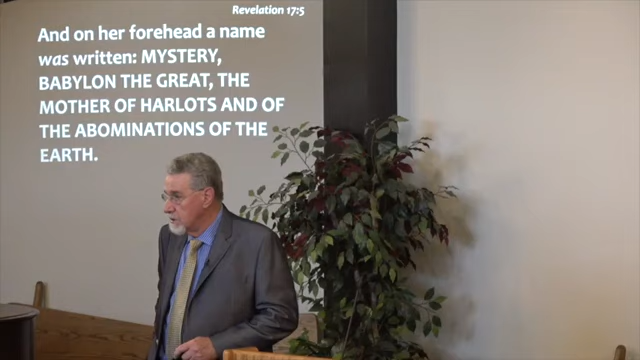 Revelation 17:5
And on her forehead a name
was written: MYSTERY,
BABYLON THE GREAT, THE
MOTHER OF HARLOTS AND OF
THE ABOMINATIONS OF THE
EARTH.